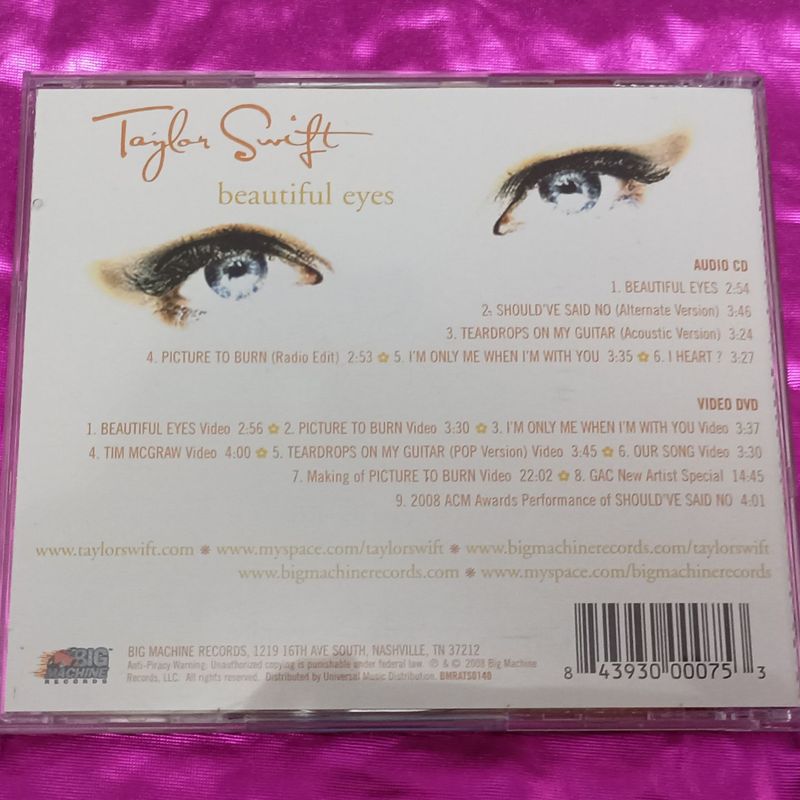 Taylor Swift
beautiful eyes
AUDIO CD
1. BEAUTIFUL EYES 2:54
2. SHOULD'VE SAID NO (Alternate Version) 3:46
3. TEARDROPS ON MY GUITAR (Acoustic Version) 3:24
4. PICTURE TO BURN (Radio Edit) 2:53 ✿ 5. I'M ONLY ME WHEN I'M WITH YOU 3:35 ✿ 6. I HEART ? 3:27
VIDEO DVD
1. BEAUTIFUL EYES Video 2:56 ✿ 2. PICTURE TO BURN Video 3:30 ✿ 3. I'M ONLY ME WHEN I'M WITH YOU Video 3:37
4. TIM MCGRAW Video 4:00 ✿ 5. TEARDROPS ON MY GUITAR (POP Version) Video 3:45 ✿ 6. OUR SONG Video 3:30
7. Making of PICTURE TO BURN Video 22:02 ✿ 8. GAC New Artist Special 14:45
9. 2008 ACM Awards Performance of SHOULD'VE SAID NO 4:01
www.taylorswift.com ❋ www.myspace.com/taylorswift ❋ www.bigmachinerecords.com/taylorswift
www.bigmachinerecords.com ❋ www.myspace.com/bigmachinerecords
BIG MACHINE RECORDS
BIG MACHINE RECORDS, 1219 16TH AVE SOUTH, NASHVILLE, TN 37212
Anti-Piracy Warning: Unauthorized copying is punishable under federal law. ℗ & © 2008 Big Machine
Records, LLC. All rights reserved. Distributed by Universal Music Distribution. BMRATS0140
8 43930 00075 3